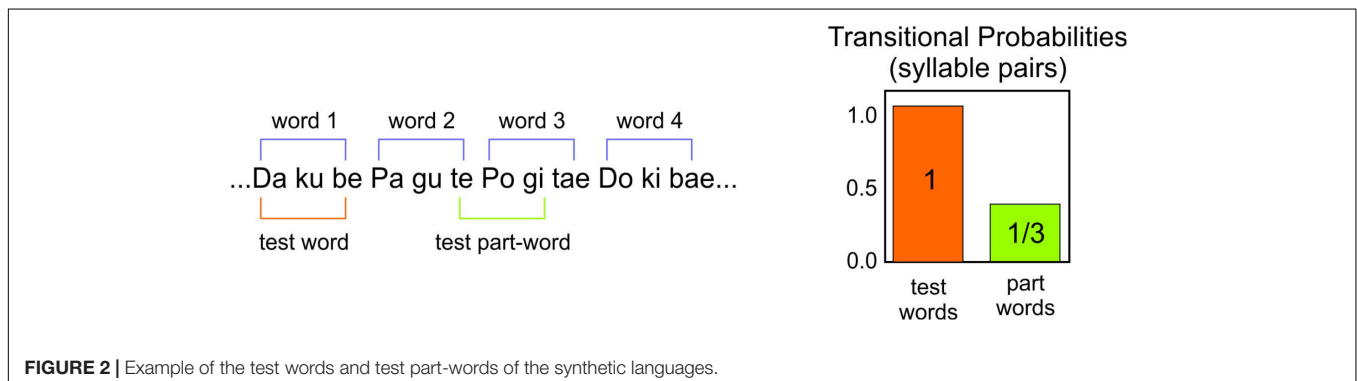 word 1 word 2 word 3 word 4
...Da ku be Pa gu te Po gi tae Do ki bae...
test word test part-word
Transitional Probabilities
(syllable pairs)
1.0
0.5
0.0
1
1/3
test
words
part
words
FIGURE 2 | Example of the test words and test part-words of the synthetic languages.